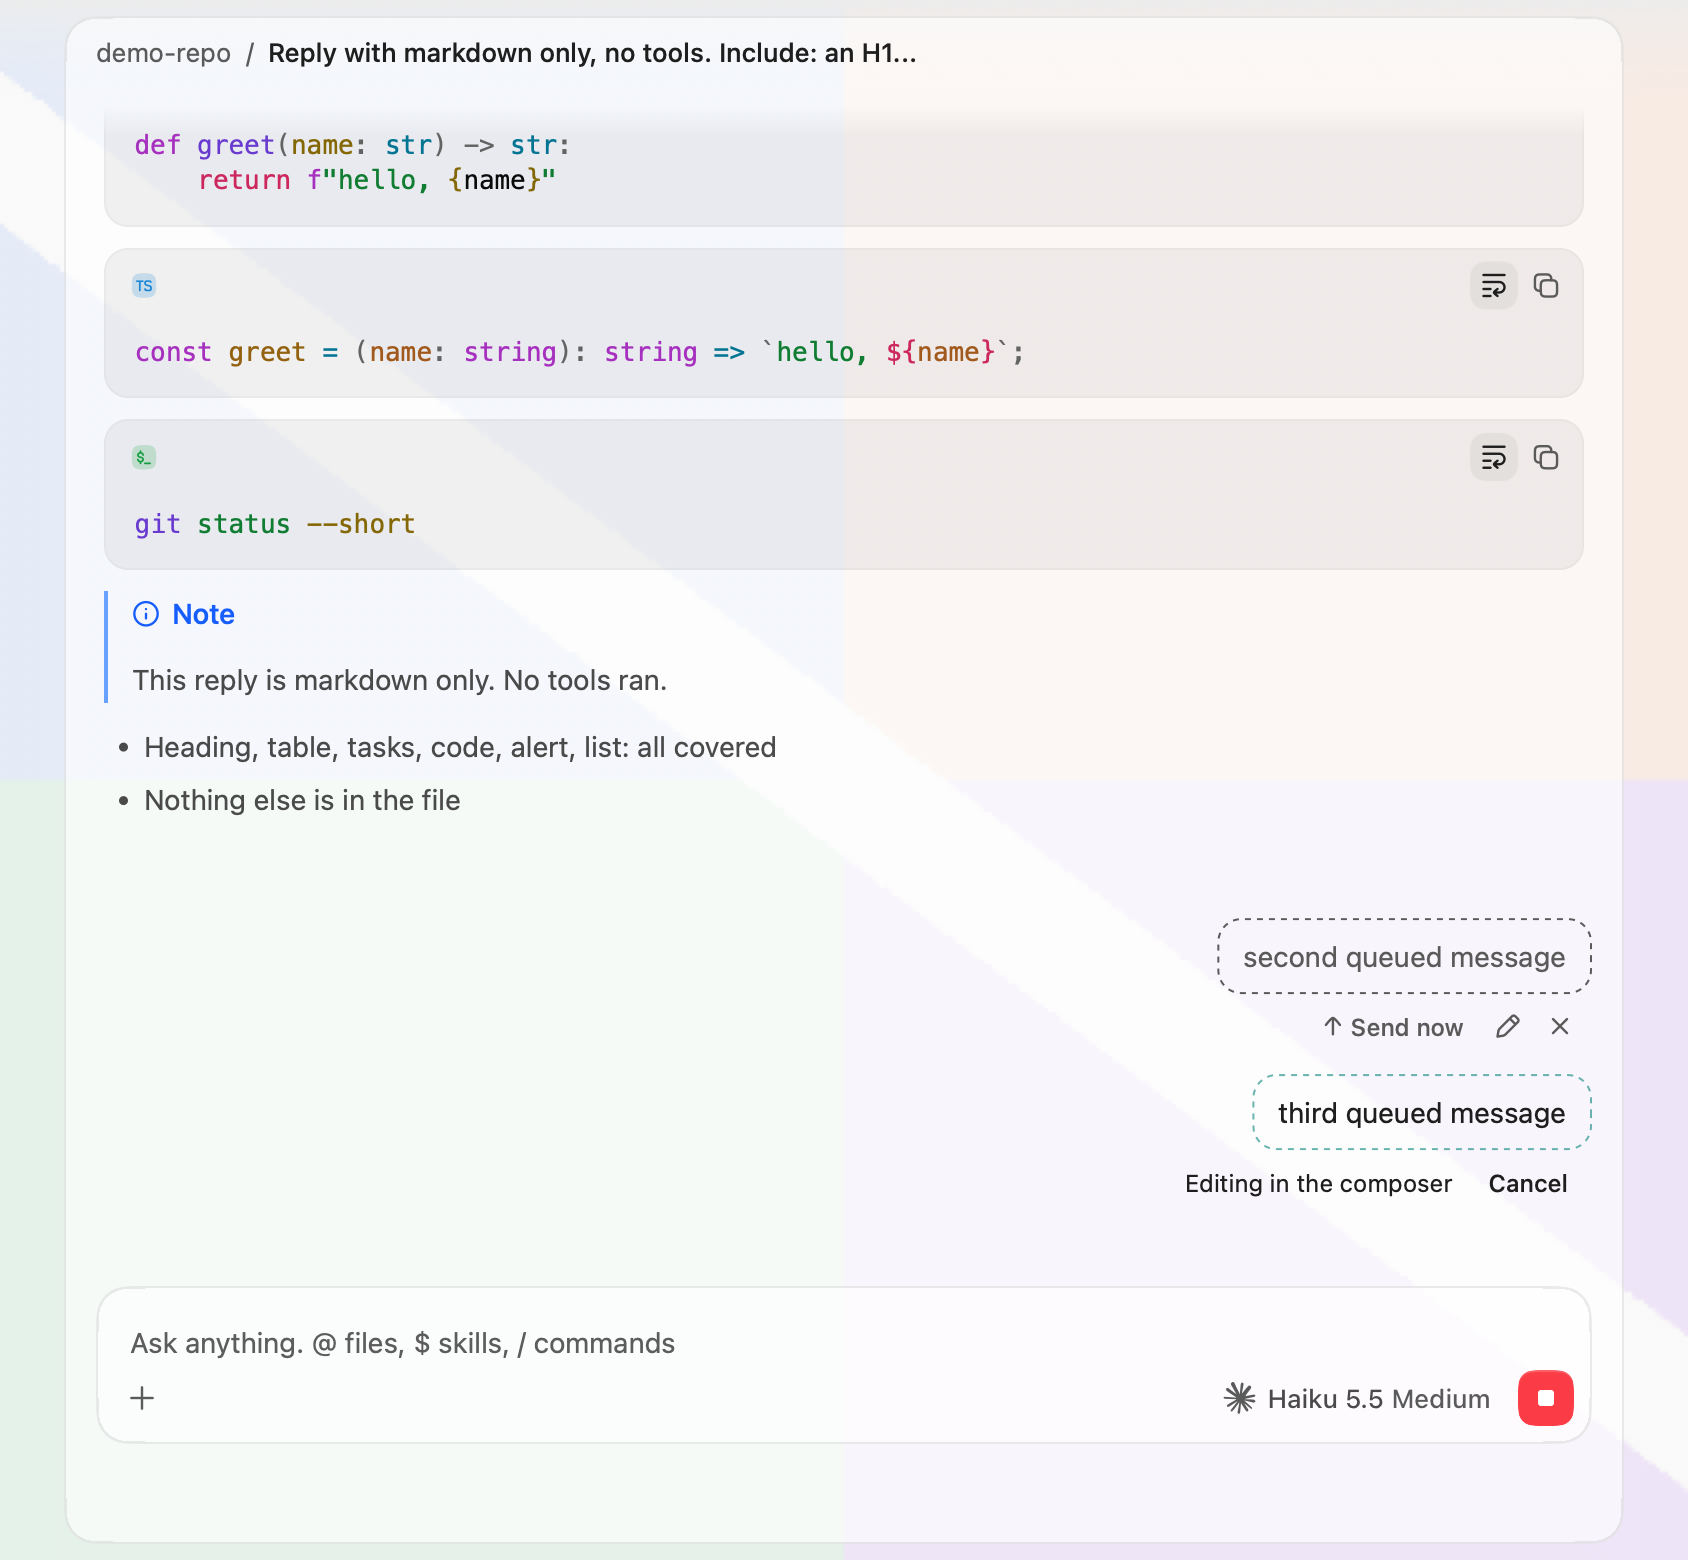 demo-repo / Reply with markdown only, no tools. Include: an H1...
def greet(name: str) -> str:
    return f"hello, {name}"
TS
const greet = (name: string): string => `hello, ${name}`;
$_
git status --short
Note
This reply is markdown only. No tools ran.
• Heading, table, tasks, code, alert, list: all covered
• Nothing else is in the file
second queued message
↑ Send now
third queued message
Editing in the composer Cancel
Ask anything. @ files, $ skills, / commands
Haiku 5.5 Medium